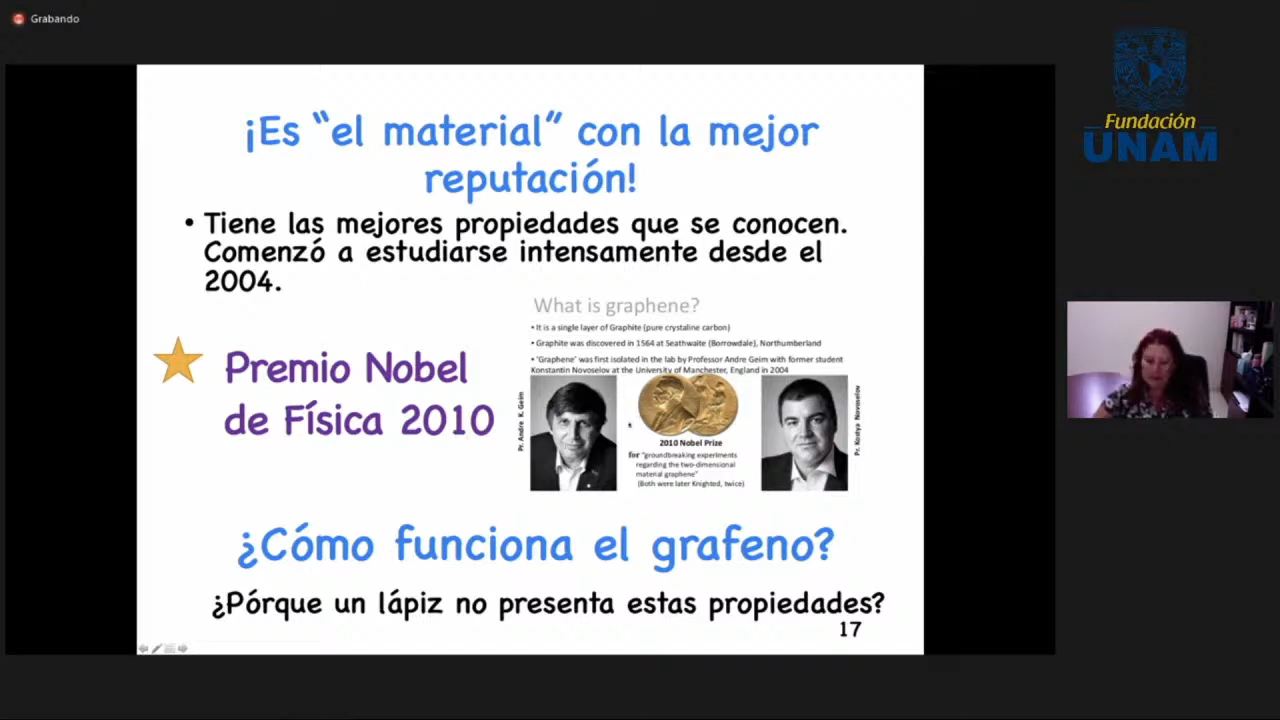 Grabando
Fundación
UNAM
¡Es “el material” con la mejor
reputación!
• Tiene las mejores propiedades que se conocen.
Comenzó a estudiarse intensamente desde el
2004.
What is graphene?
• It is a single layer of Graphite (pure crystaline carbon)
• Graphite was discovered in 1564 at Seathwaite (Borrowdale), Northumberland
• ‘Graphene’ was first isolated in the lab by Professor Andre Geim with former student
Konstantin Novoselov at the University of Manchester, England in 2004
Premio Nobel
de Física 2010
Pr. Andre K. Geim
2010 Nobel Prize
for "groundbreaking experiments
regarding the two-dimensional
material graphene"
(Both were later Knighted, twice)
Pr. Kostya Novoselov
¿Cómo funciona el grafeno?
¿Pórque un lápiz no presenta estas propiedades?
17